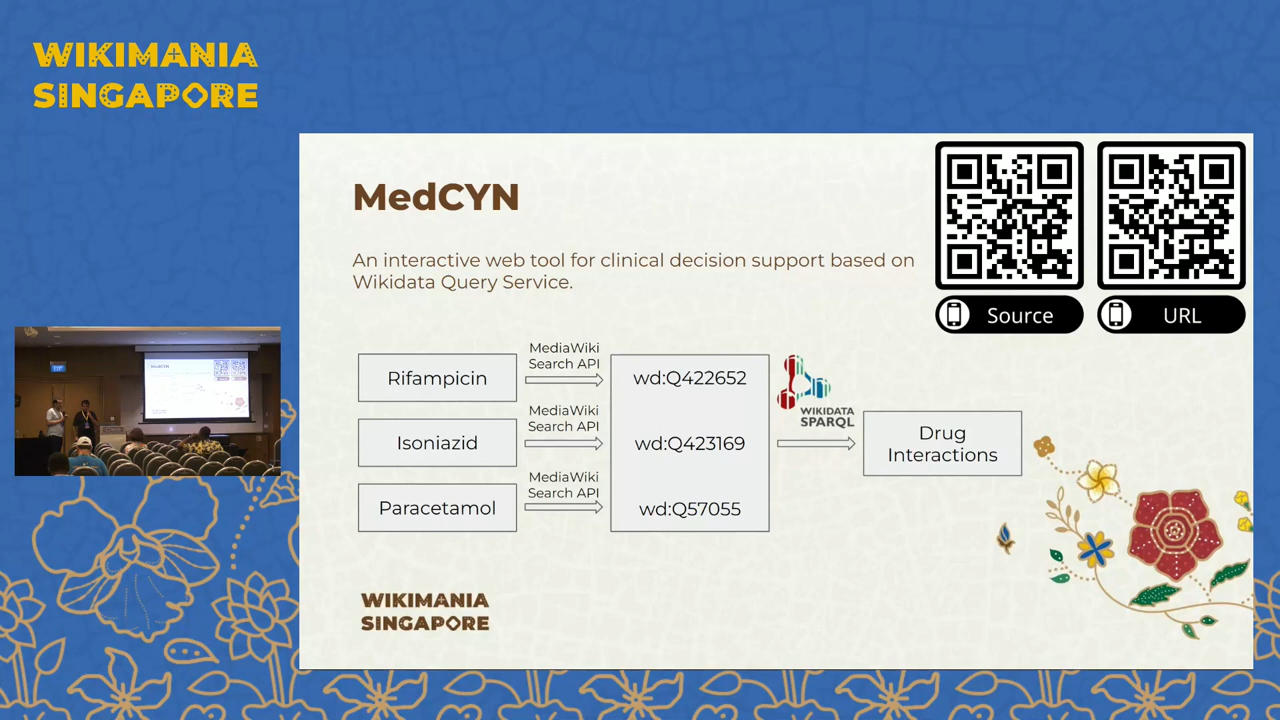 WIKIMANIA
SINGAPORE
MedCYN
An interactive web tool for clinical decision support based on
Wikidata Query Service.
Source
URL
Rifampicin
MediaWiki
Search API
wd:Q422652
Isoniazid
MediaWiki
Search API
wd:Q423169
Paracetamol
MediaWiki
Search API
wd:Q57055
WIKIDATA
SPARQL
Drug
Interactions
WIKIMANIA
SINGAPORE
MedCYN